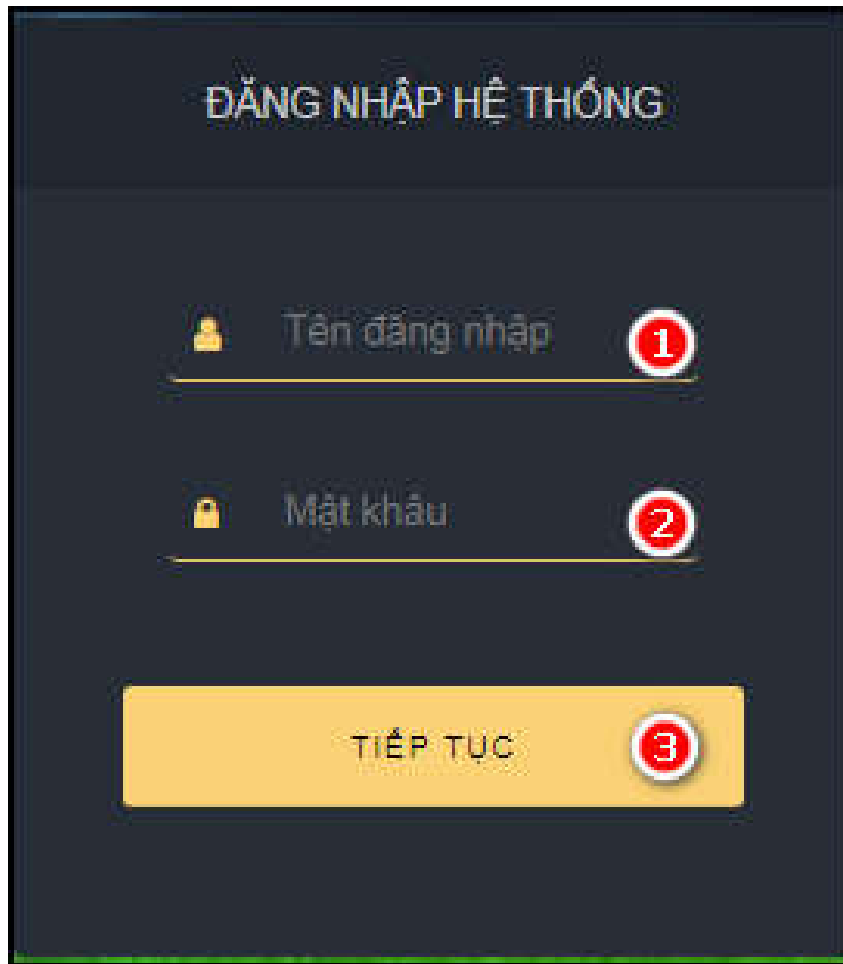 ĐĂNG NHẬP HỆ THỐNG
Tên đăng nhập 1
Mật khẩu 2
TIẾP TỤC 3